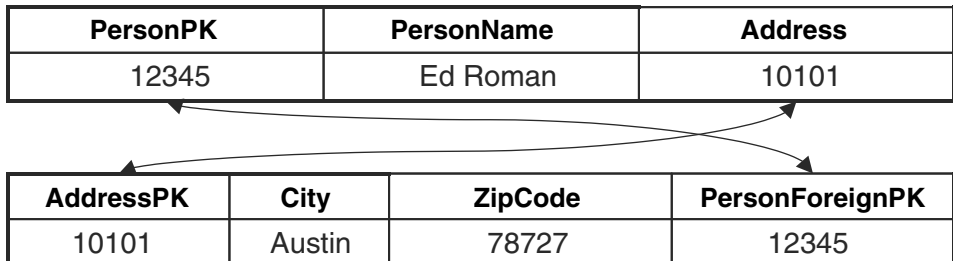 PersonPK PersonName Address
12345 Ed Roman 10101
AddressPK City ZipCode PersonForeignPK
10101 Austin 78727 12345